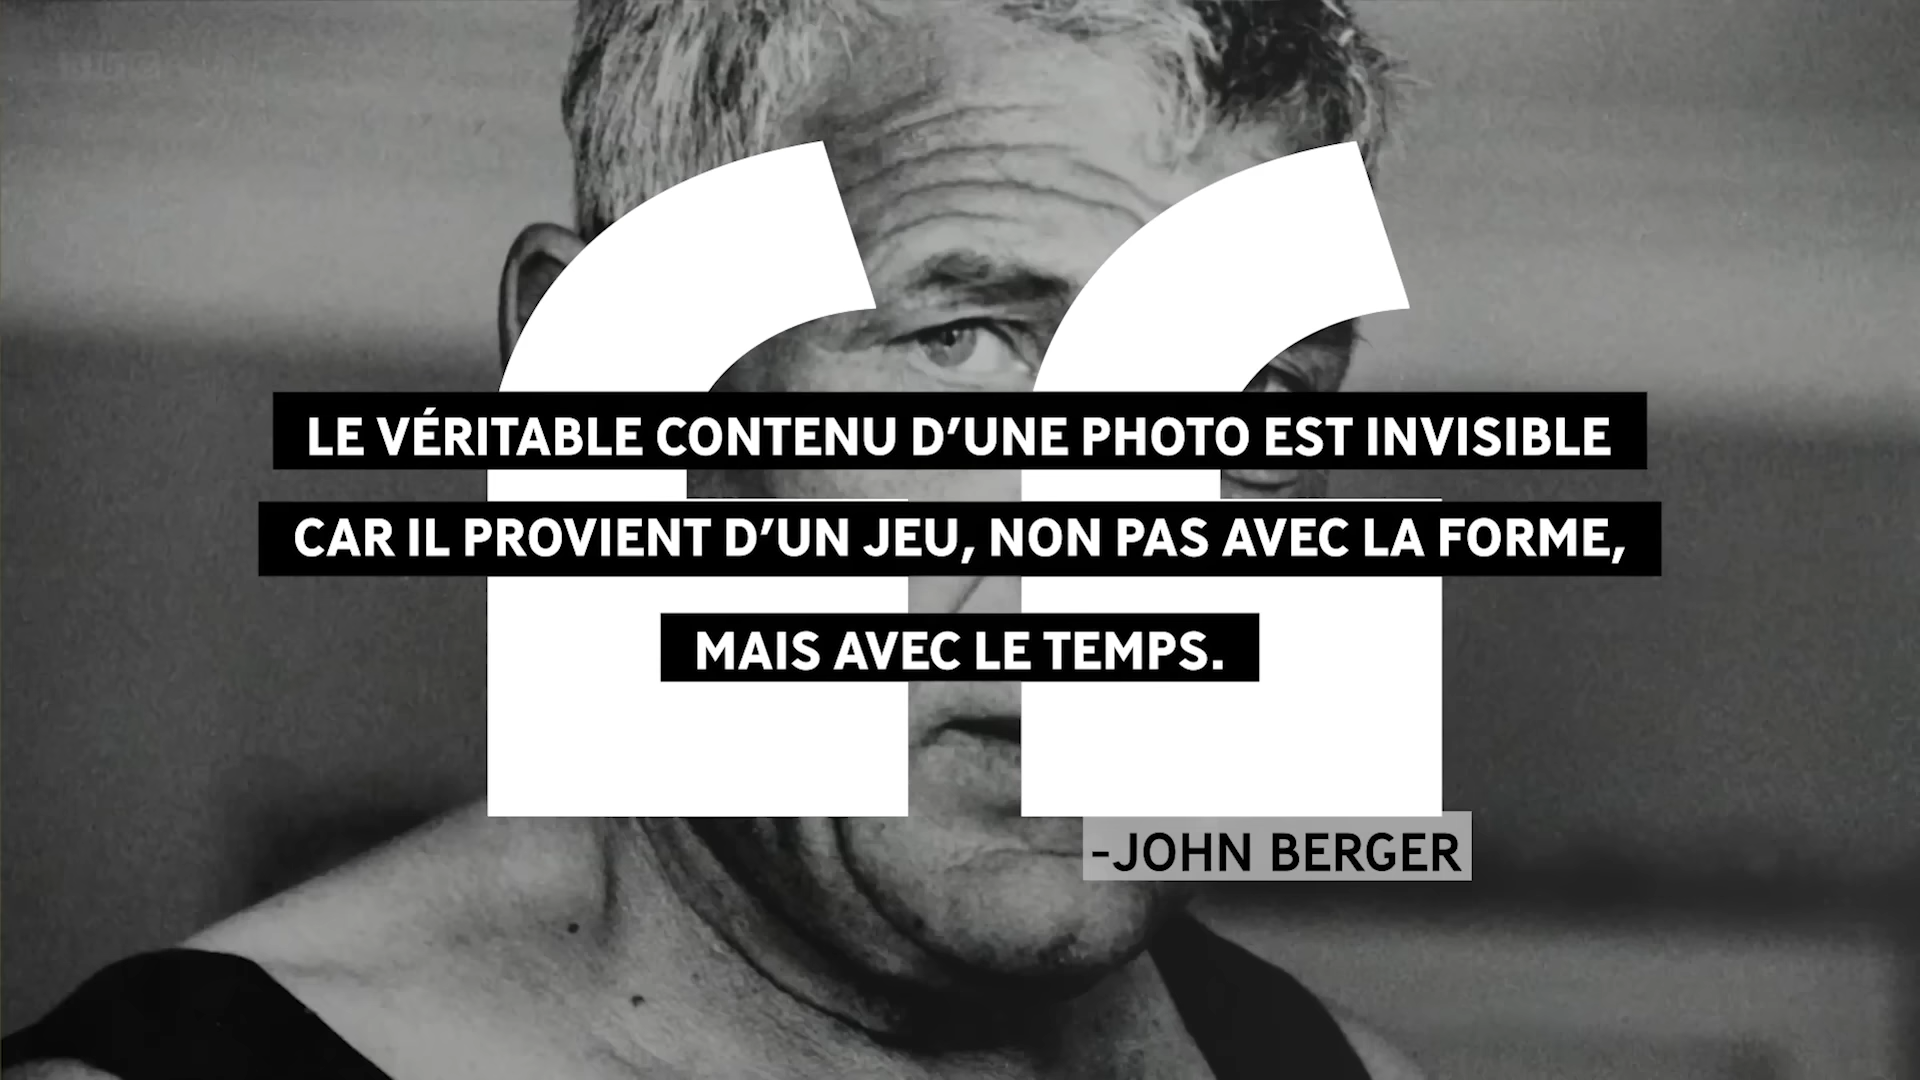 LE VÉRITABLE CONTENU D’UNE PHOTO EST INVISIBLE
CAR IL PROVIENT D’UN JEU, NON PAS AVEC LA FORME,
MAIS AVEC LE TEMPS.
-JOHN BERGER